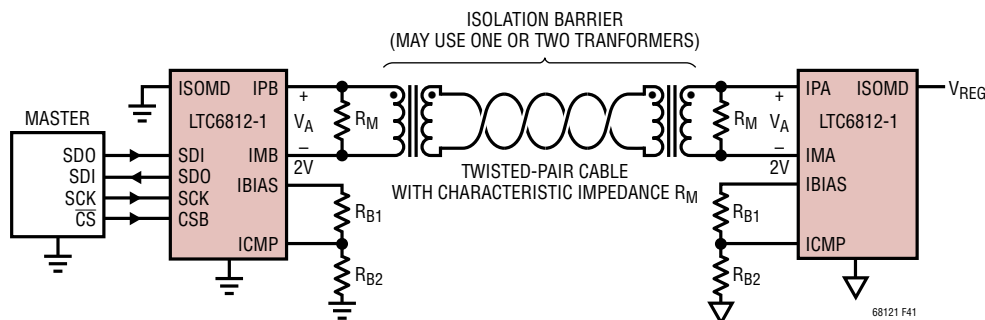 ISOLATION BARRIER
(MAY USE ONE OR TWO TRANFORMERS)
MASTER
SDO
SDI
SCK
CS
ISOMD
IPB
LTC6812-1
SDI
SDO
SCK
CSB
IMB
IBIAS
ICMP
+
VA
–
2V
RM
RB1
RB2
TWISTED-PAIR CABLE
WITH CHARACTERISTIC IMPEDANCE RM
RM
+
VA
–
2V
RB1
RB2
IPA
ISOMD
LTC6812-1
IMA
IBIAS
ICMP
VREG
68121 F41